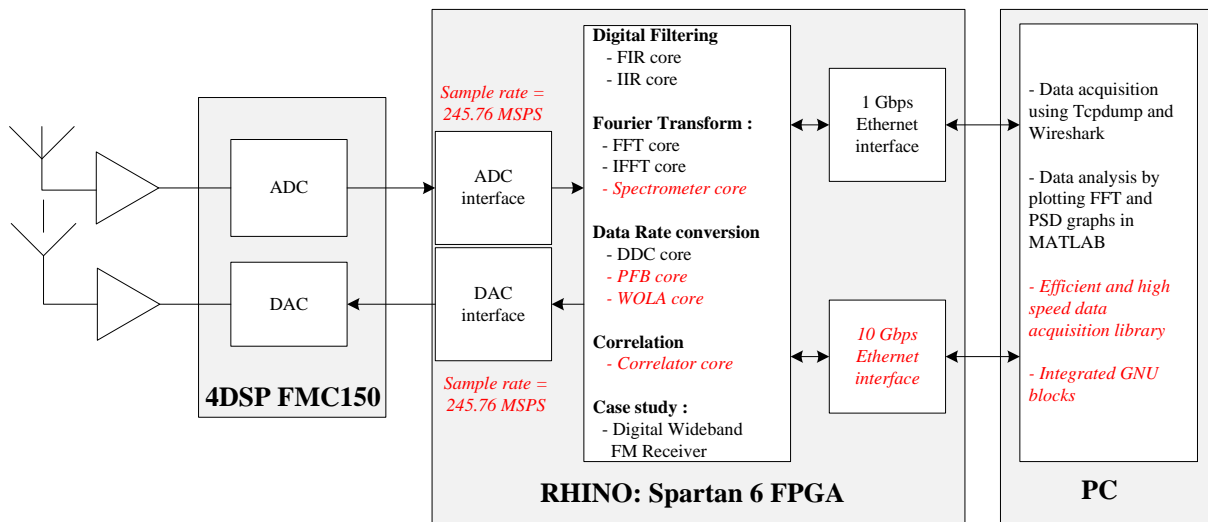 Sample rate =
245.76 MSPS
ADC
DAC
4DSP FMC150
ADC
interface
DAC
interface
Sample rate =
245.76 MSPS
Digital Filtering
- FIR core
- IIR core
Fourier Transform :
- FFT core
- IFFT core
- Spectrometer core
Data Rate conversion
- DDC core
- PFB core
- WOLA core
Correlation
- Correlator core
Case study :
- Digital Wideband
FM Receiver
1 Gbps
Ethernet
interface
10 Gbps
Ethernet
interface
RHINO: Spartan 6 FPGA
- Data acquisition
using Tcpdump and
Wireshark
- Data analysis by
plotting FFT and
PSD graphs in
MATLAB
- Efficient and high
speed data
acquisition library
- Integrated GNU
blocks
PC